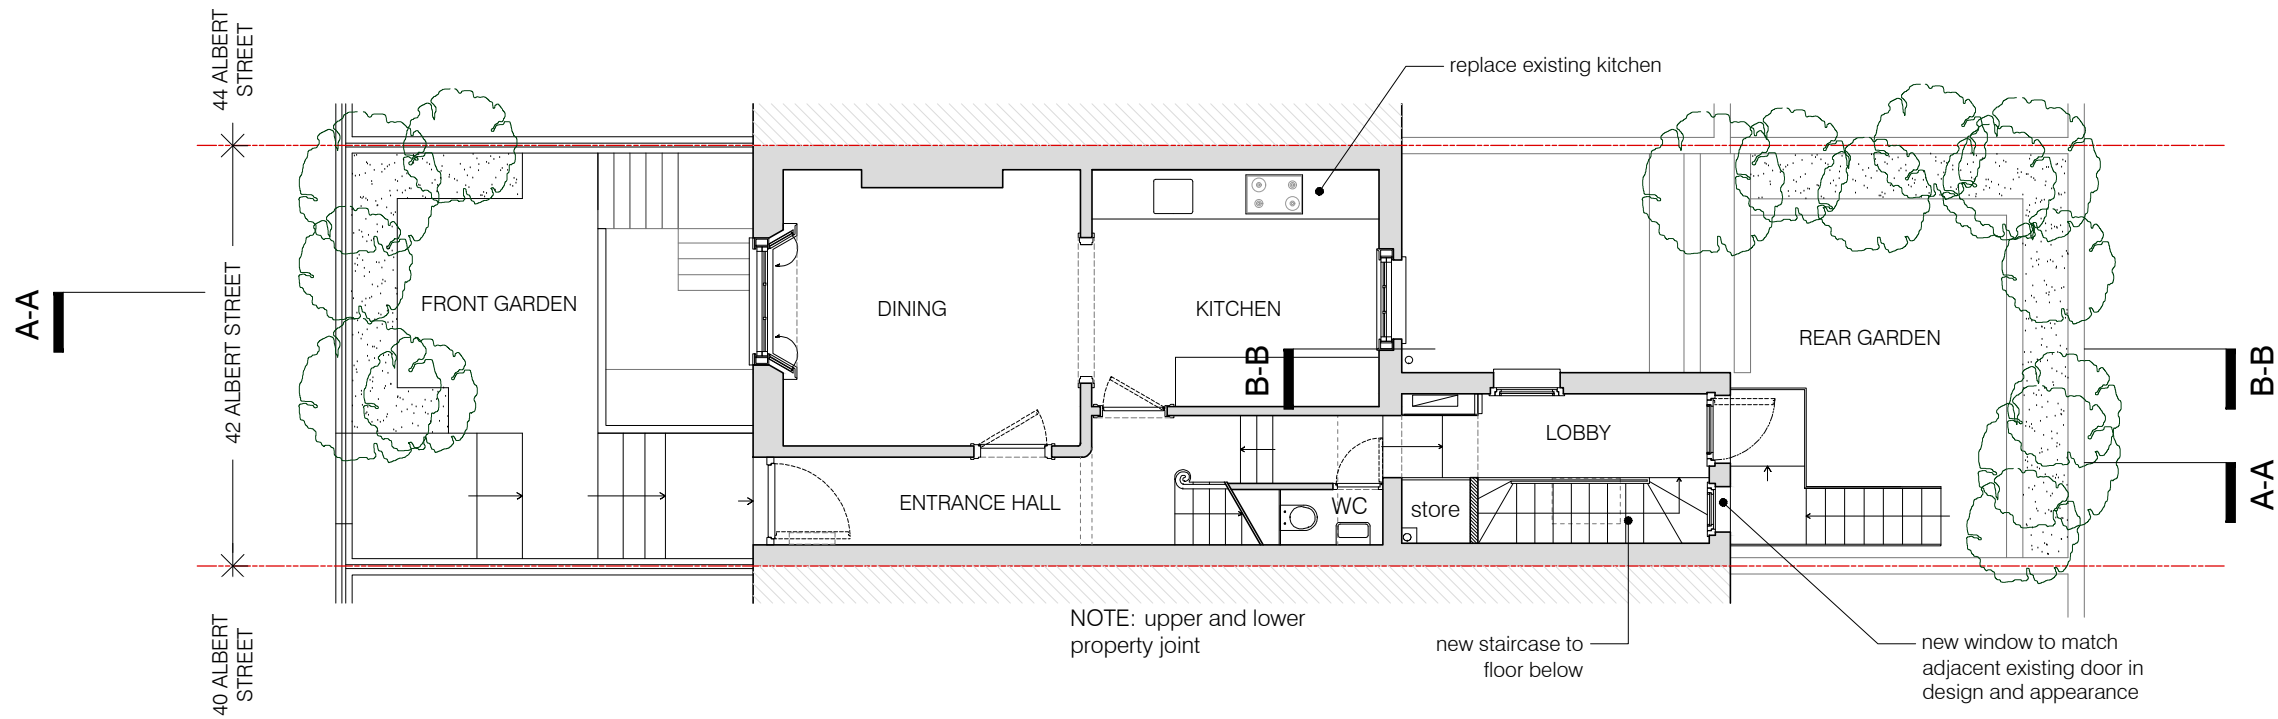 44 ALBERT
STREET
replace existing kitchen
A-A
42 ALBERT STREET
FRONT GARDEN
DINING
KITCHEN
REAR GARDEN
B-B
B-B
LOBBY
A-A
ENTRANCE HALL
WC
store
40 ALBERT
STREET
NOTE: upper and lower
property joint
new staircase to
floor below
new window to match
adjacent existing door in
design and appearance